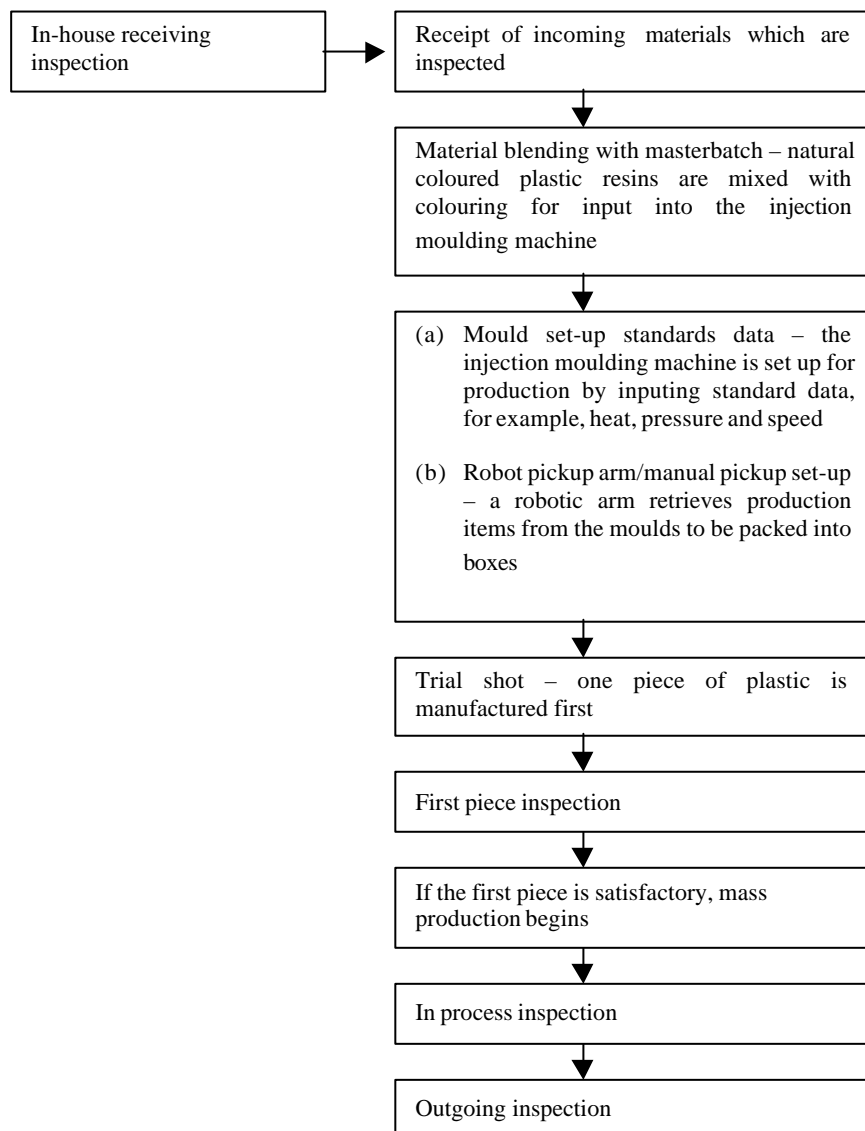 In-house receiving
inspection
Receipt of incoming materials which are
inspected
Material blending with masterbatch – natural
coloured plastic resins are mixed with
colouring for input into the injection
moulding machine
(a) Mould set-up standards data – the
injection moulding machine is set up for
production by inputing standard data,
for example, heat, pressure and speed
(b) Robot pickup arm/manual pickup set-up
– a robotic arm retrieves production
items from the moulds to be packed into
boxes
Trial shot – one piece of plastic is
manufactured first
First piece inspection
If the first piece is satisfactory, mass
production begins
In process inspection
Outgoing inspection